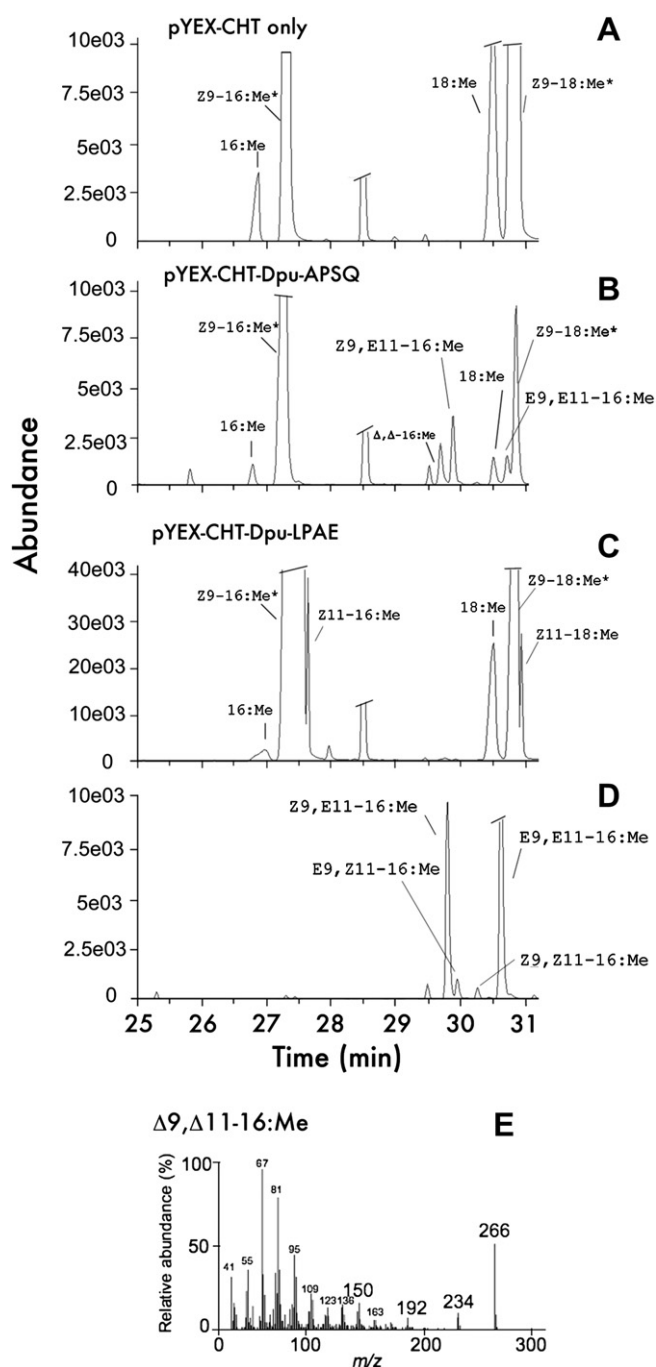 pYEX-CHT only
A
10e03
7.5e03
5.0e03
2.5e03
0
16:Me
Z9-16:Me*
18:Me
Z9-18:Me*
pYEX-CHT-Dpu-APSQ
B
10e03
7.5e03
5e03
2.5e03
0
Z9-16:Me*
16:Me
Z9,E11-16:Me
Δ,Δ-16:Me
18:Me
Z9-18:Me*
E9,E11-16:Me
Abundance
pYEX-CHT-Dpu-LPAE
C
40e03
30e03
20e03
10e03
0
Z9-16:Me*
Z11-16:Me
16:Me
18:Me
Z9-18:Me*
Z11-18:Me
D
10e03
7.5e03
5e03
2.5e03
0
Z9,E11-16:Me
E9,Z11-16:Me
E9,E11-16:Me
Z9,Z11-16:Me
25 26 27 28 29 30 31
Time (min)
Δ9,Δ11-16:Me
E
Relative abundance (%)
100
50
0
41
55
67
81
95
109
123
136
150
163
192
234
266
0 100 200 300
m/z